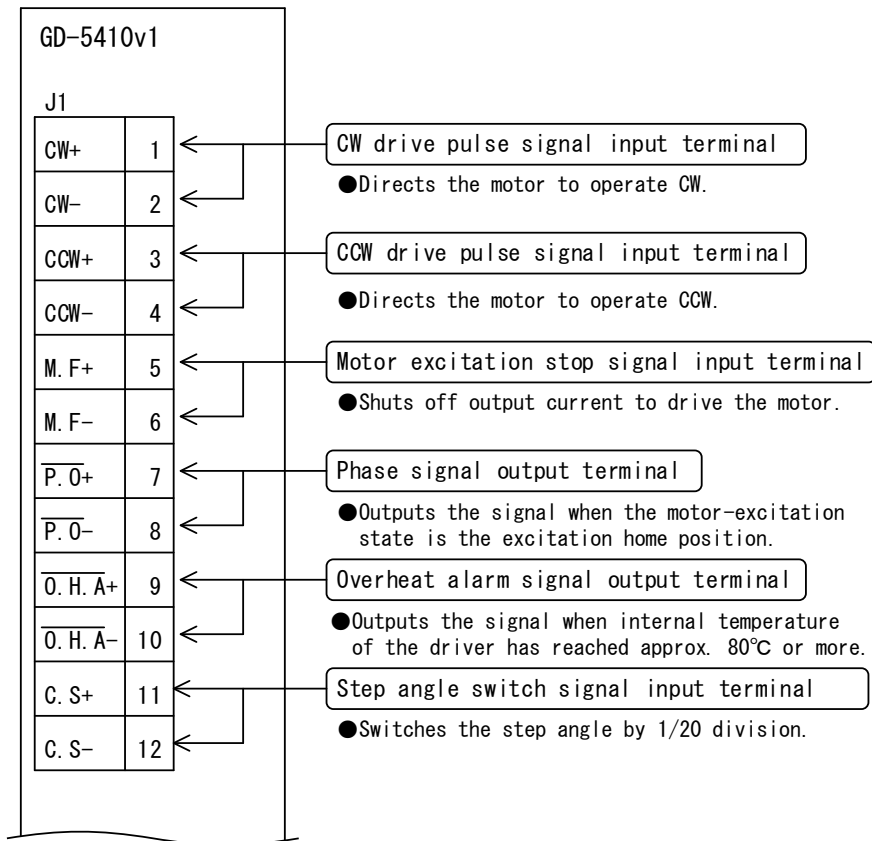 GD-5410v1
J1
CW+ 1
CW- 2
CCW+ 3
CCW- 4
M.F+ 5
M.F- 6
P.O+ 7
P.O- 8
O.H.A+ 9
O.H.A- 10
C.S+ 11
C.S- 12
CW drive pulse signal input terminal
●Directs the motor to operate CW.
CCW drive pulse signal input terminal
●Directs the motor to operate CCW.
Motor excitation stop signal input terminal
●Shuts off output current to drive the motor.
Phase signal output terminal
●Outputs the signal when the motor-excitation
state is the excitation home position.
Overheat alarm signal output terminal
●Outputs the signal when internal temperature
of the driver has reached approx. 80℃ or more.
Step angle switch signal input terminal
●Switches the step angle by 1/20 division.